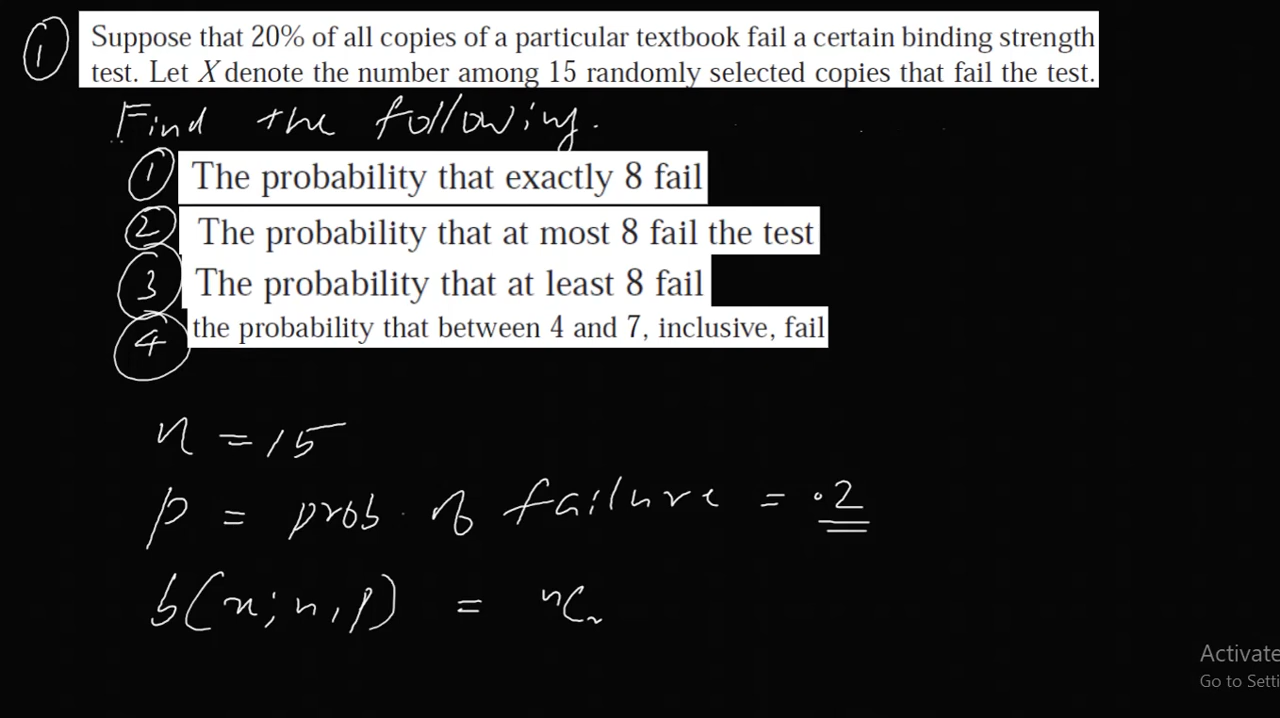 ① Suppose that 20% of all copies of a particular textbook fail a certain binding strength
test. Let X denote the number among 15 randomly selected copies that fail the test.
Find the following.
① The probability that exactly 8 fail
② The probability that at most 8 fail the test
③ The probability that at least 8 fail
④ the probability that between 4 and 7, inclusive, fail
n = 15
p = prob. of failure = .2
b(x; n, p) = ⁿCₓ
Activate
Go to Setti